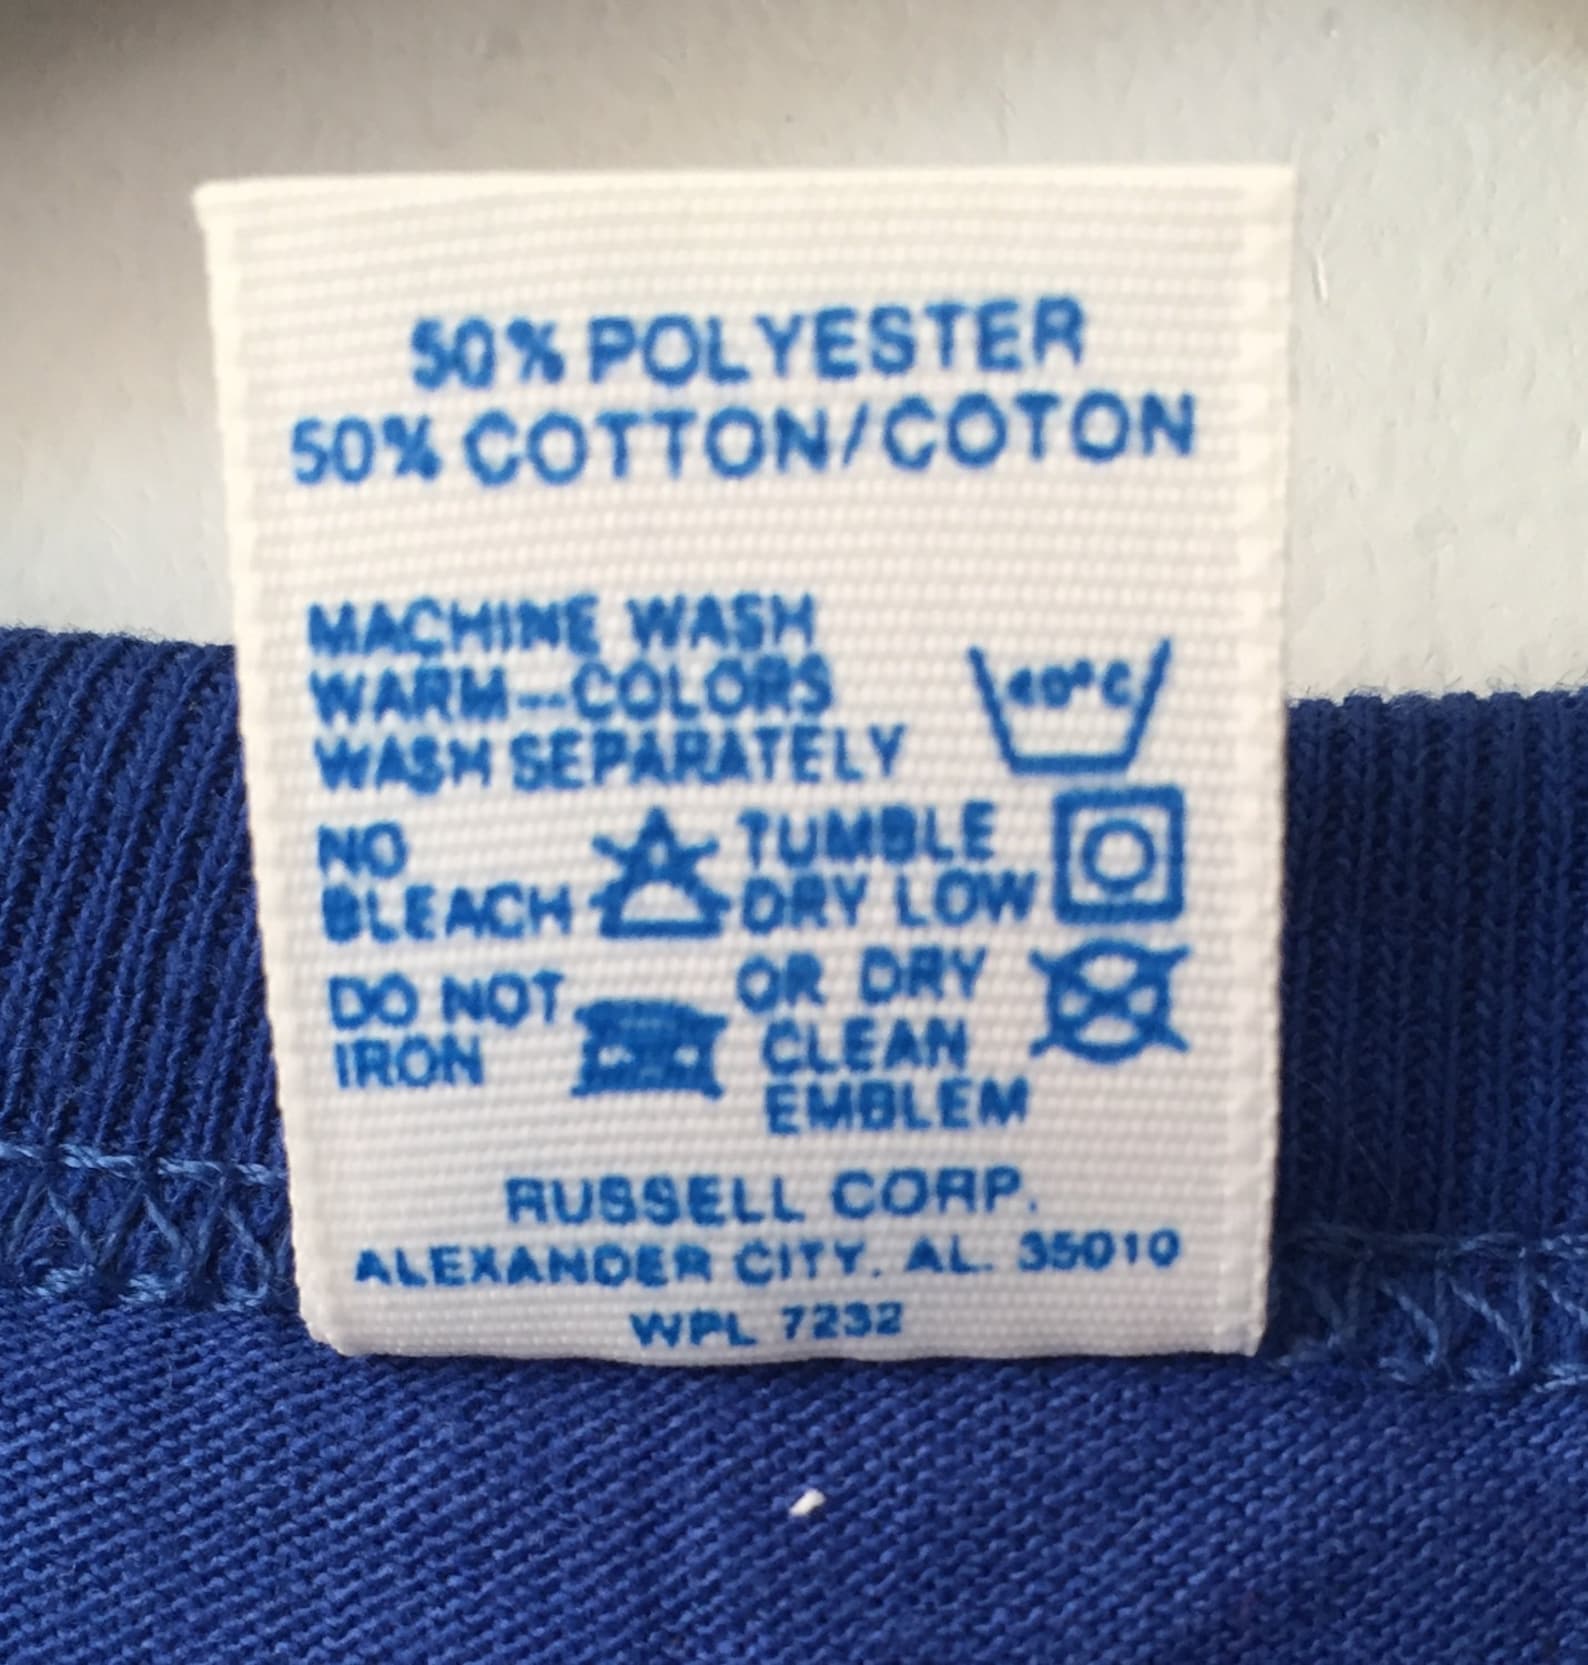 50% POLYESTER
50% COTTON/COTON
MACHINE WASH
WARM—COLORS
WASH SEPARATELY
40°C
NO
BLEACH
TUMBLE
DRY LOW
DO NOT
IRON
OR DRY
CLEAN
EMBLEM
RUSSELL CORP.
ALEXANDER CITY, AL. 35010
WPL 7232